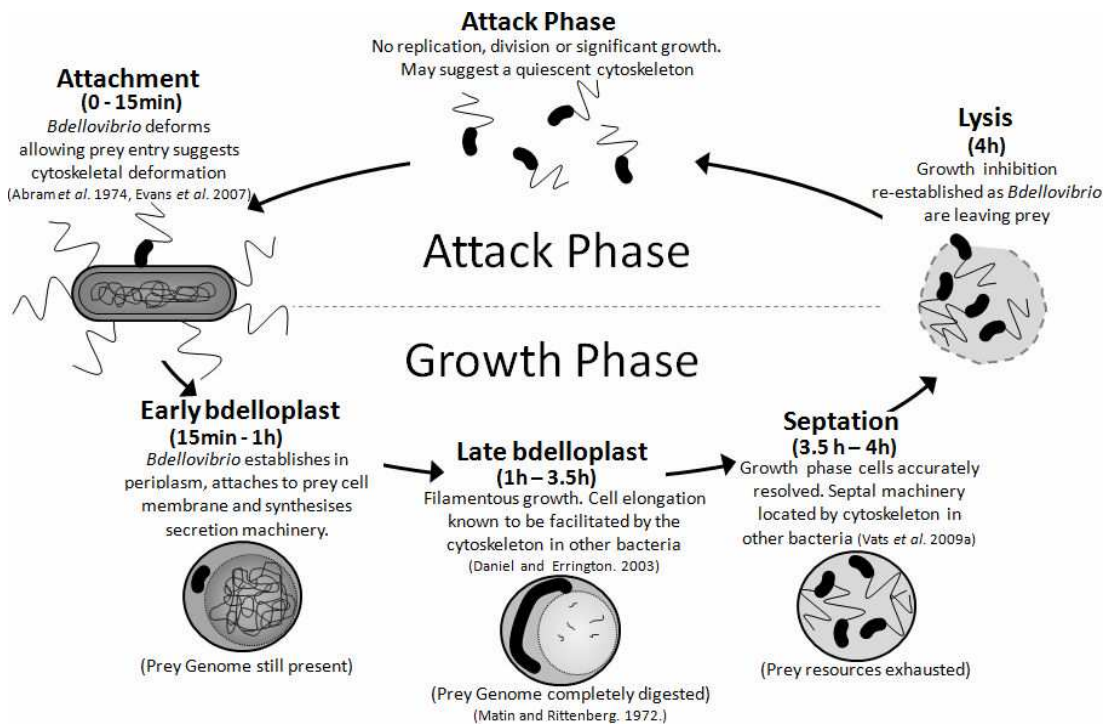 Attack Phase
No replication, division or significant growth.
May suggest a quiescent cytoskeleton
Attachment
(0 - 15min)
Bdellovibrio deforms
allowing prey entry suggests
cytoskeletal deformation
(Abram et al. 1974, Evans et al. 2007)
Lysis
(4h)
Growth inhibition
re-established as Bdellovibrio
are leaving prey
Attack Phase
Growth Phase
Early bdelloplast
(15min - 1h)
Bdellovibrio establishes in
periplasm, attaches to prey cell
membrane and synthesises
secretion machinery.
(Prey Genome still present)
Late bdelloplast
(1h – 3.5h)
Filamentous growth. Cell elongation
known to be facilitated by the
cytoskeleton in other bacteria
(Daniel and Errington. 2003)
(Prey Genome completely digested)
(Matin and Rittenberg. 1972.)
Septation
(3.5 h – 4h)
Growth phase cells accurately
resolved. Septal machinery
located by cytoskeleton in
other bacteria (Vats et al. 2009a)
(Prey resources exhausted)